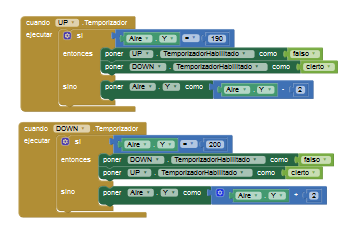 cuando UP .Temporizador
ejecutar si Aire . Y = 190
entonces poner UP . TemporizadorHabilitado como falso
poner DOWN . TemporizadorHabilitado como cierto
sino poner Aire . Y como Aire . Y - 2
cuando DOWN .Temporizador
ejecutar si Aire . Y = 200
entonces poner DOWN . TemporizadorHabilitado como falso
poner UP . TemporizadorHabilitado como cierto
sino poner Aire . Y como Aire . Y + 2